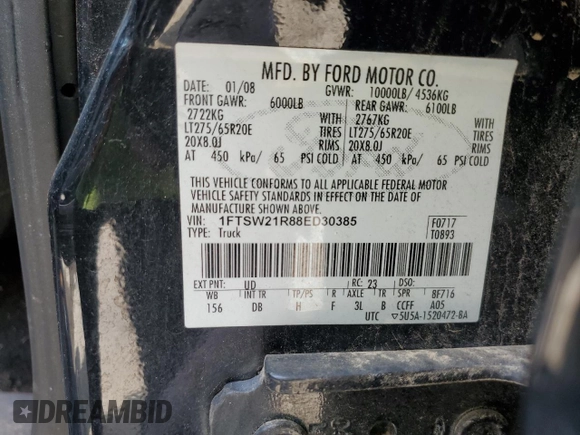 MFD. BY FORD MOTOR CO.
DATE: 01/08 GVWR: 10000LB/ 4536KG
FRONT GAWR: 6000LB REAR GAWR: 6100LB
2722KG WITH 2767KG WITH
LT275/65R20E TIRES LT275/65R20E TIRES
20X8.0J RIMS 20X8.0J RIMS
AT 450 kPa/ 65 PSI COLD AT 450 kPa/ 65 PSI COLD
THIS VEHICLE CONFORMS TO ALL APPLICABLE FEDERAL MOTOR
VEHICLE SAFETY STANDARDS IN EFFECT ON THE DATE OF
MANUFACTURE SHOWN ABOVE.
VIN: 1FTSW21R88ED30385 F0717
TYPE: Truck T0893
EXT PNT: UD RC: 23 DSO:
WB INT TR TP/PS R AXLE TR SPR 8F716
156 DB H F 3L B CCFF A05
UTC ▽5U5A-1520472-BA
DREAMBID